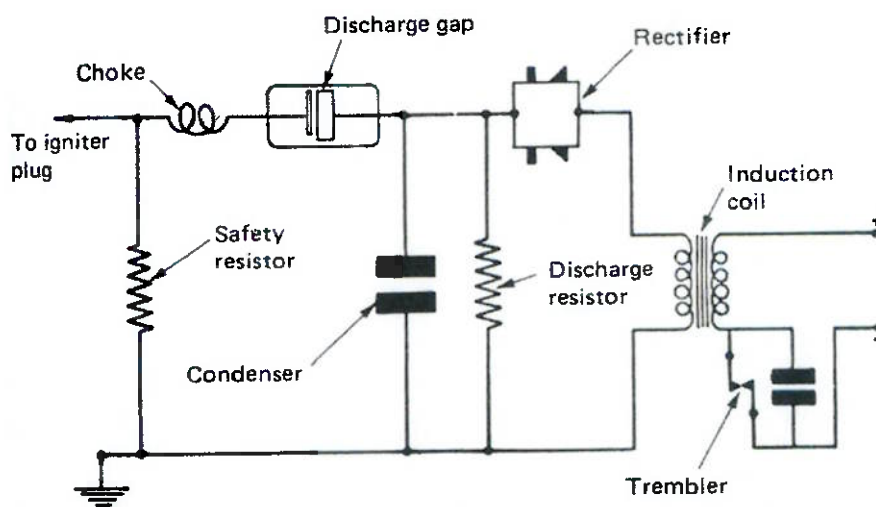 Discharge gap
Rectifier
Choke
To igniter
plug
Induction
coil
Safety
resistor
Discharge
resistor
Condenser
Trembler